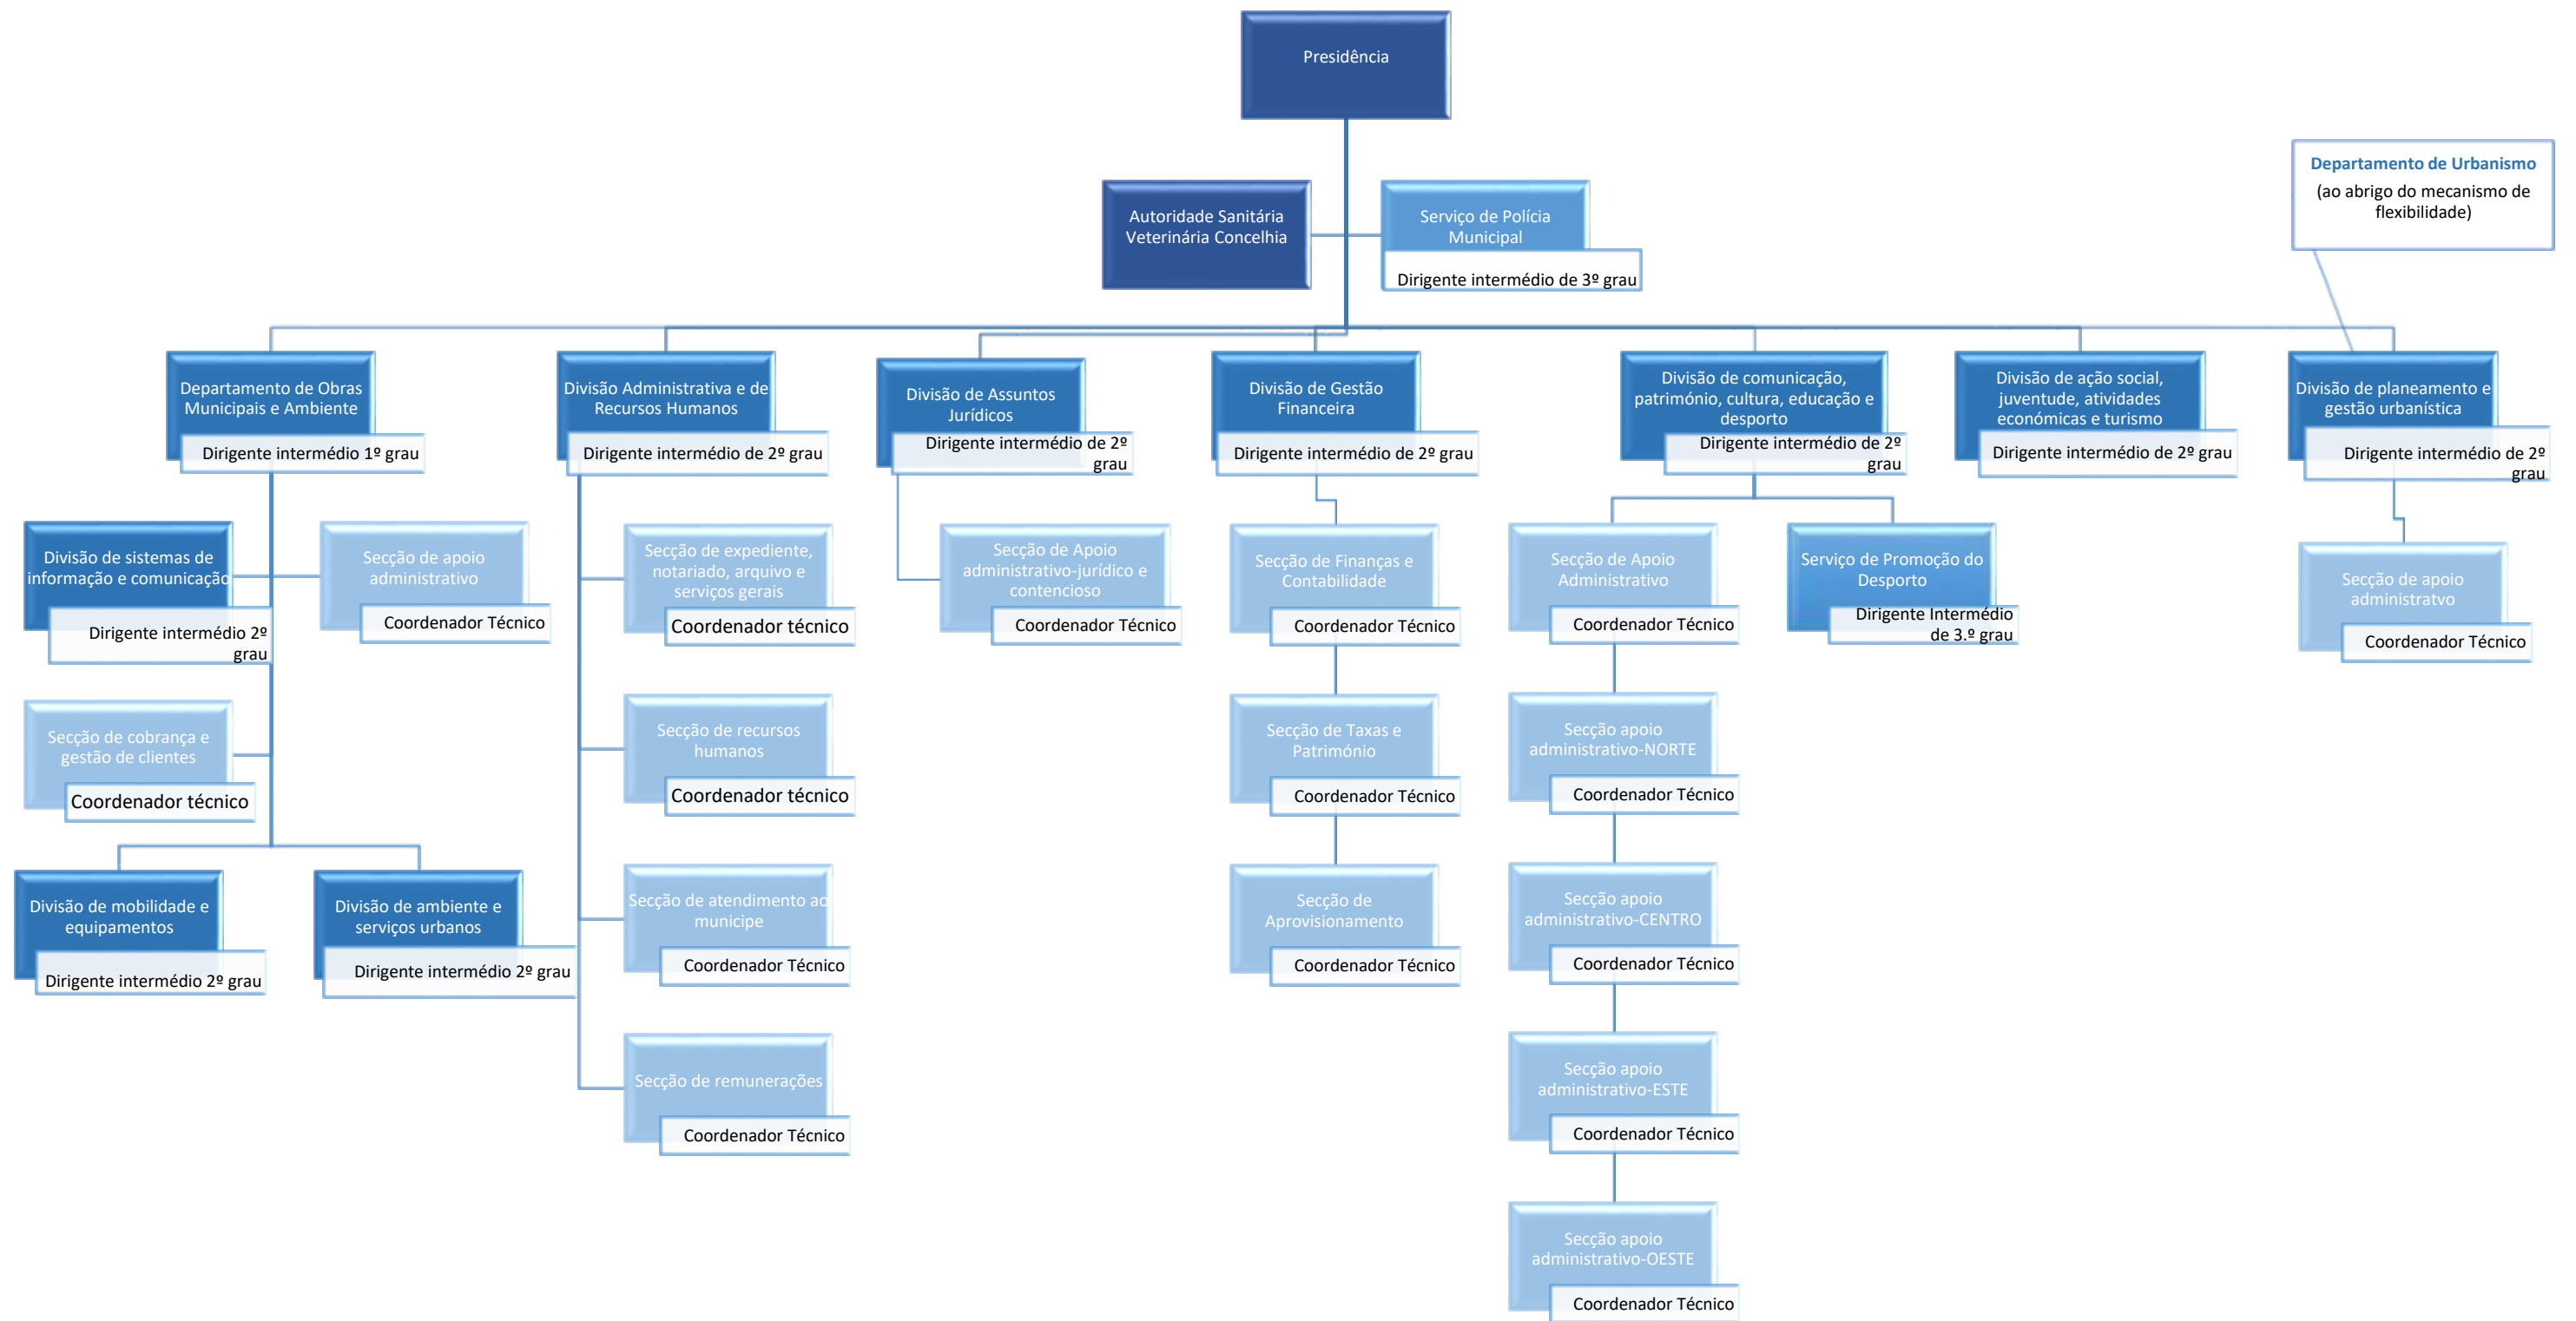 Presidência
Departamento de Urbanismo
(ao abrigo do mecanismo de
flexibilidade)
Autoridade Sanitária
Veterinária Concelhia
Serviço de Polícia
Municipal
Dirigente intermédio de 3º grau
Departamento de Obras
Municipais e Ambiente
Dirigente intermédio 1º grau
Divisão Administrativa e de
Recursos Humanos
Dirigente intermédio de 2º grau
Divisão de Assuntos
Jurídicos
Dirigente intermédio de 2º
grau
Divisão de Gestão
Financeira
Dirigente intermédio de 2º grau
Divisão de comunicação,
património, cultura, educação e
desporto
Dirigente intermédio de 2º
grau
Divisão de ação social,
juventude, atividades
económicas e turismo
Dirigente intermédio de 2º grau
Divisão de planeamento e
gestão urbanística
Dirigente intermédio de 2º
grau
Divisão de sistemas de
informação e comunicação
Dirigente intermédio 2º
grau
Secção de apoio
administrativo
Coordenador Técnico
Secção de expediente,
notariado, arquivo e
serviços gerais
Coordenador técnico
Secção de Apoio
administrativo-jurídico e
contencioso
Coordenador Técnico
Secção de Finanças e
Contabilidade
Coordenador Técnico
Secção de Apoio
Administrativo
Coordenador Técnico
Serviço de Promoção do
Desporto
Dirigente Intermédio
de 3.º grau
Secção de apoio
administratvo
Coordenador Técnico
Secção de cobrança e
gestão de clientes
Coordenador técnico
Secção de recursos
humanos
Coordenador técnico
Secção de Taxas e
Património
Coordenador Técnico
Secção apoio
administrativo-NORTE
Coordenador Técnico
Divisão de mobilidade e
equipamentos
Dirigente intermédio 2º grau
Divisão de ambiente e
serviços urbanos
Dirigente intermédio 2º grau
Secção de atendimento ao
municipe
Coordenador Técnico
Secção de
Aprovisionamento
Coordenador Técnico
Secção apoio
administrativo-CENTRO
Coordenador Técnico
Secção de remunerações
Coordenador Técnico
Secção apoio
administrativo-ESTE
Coordenador Técnico
Secção apoio
administrativo-OESTE
Coordenador Técnico